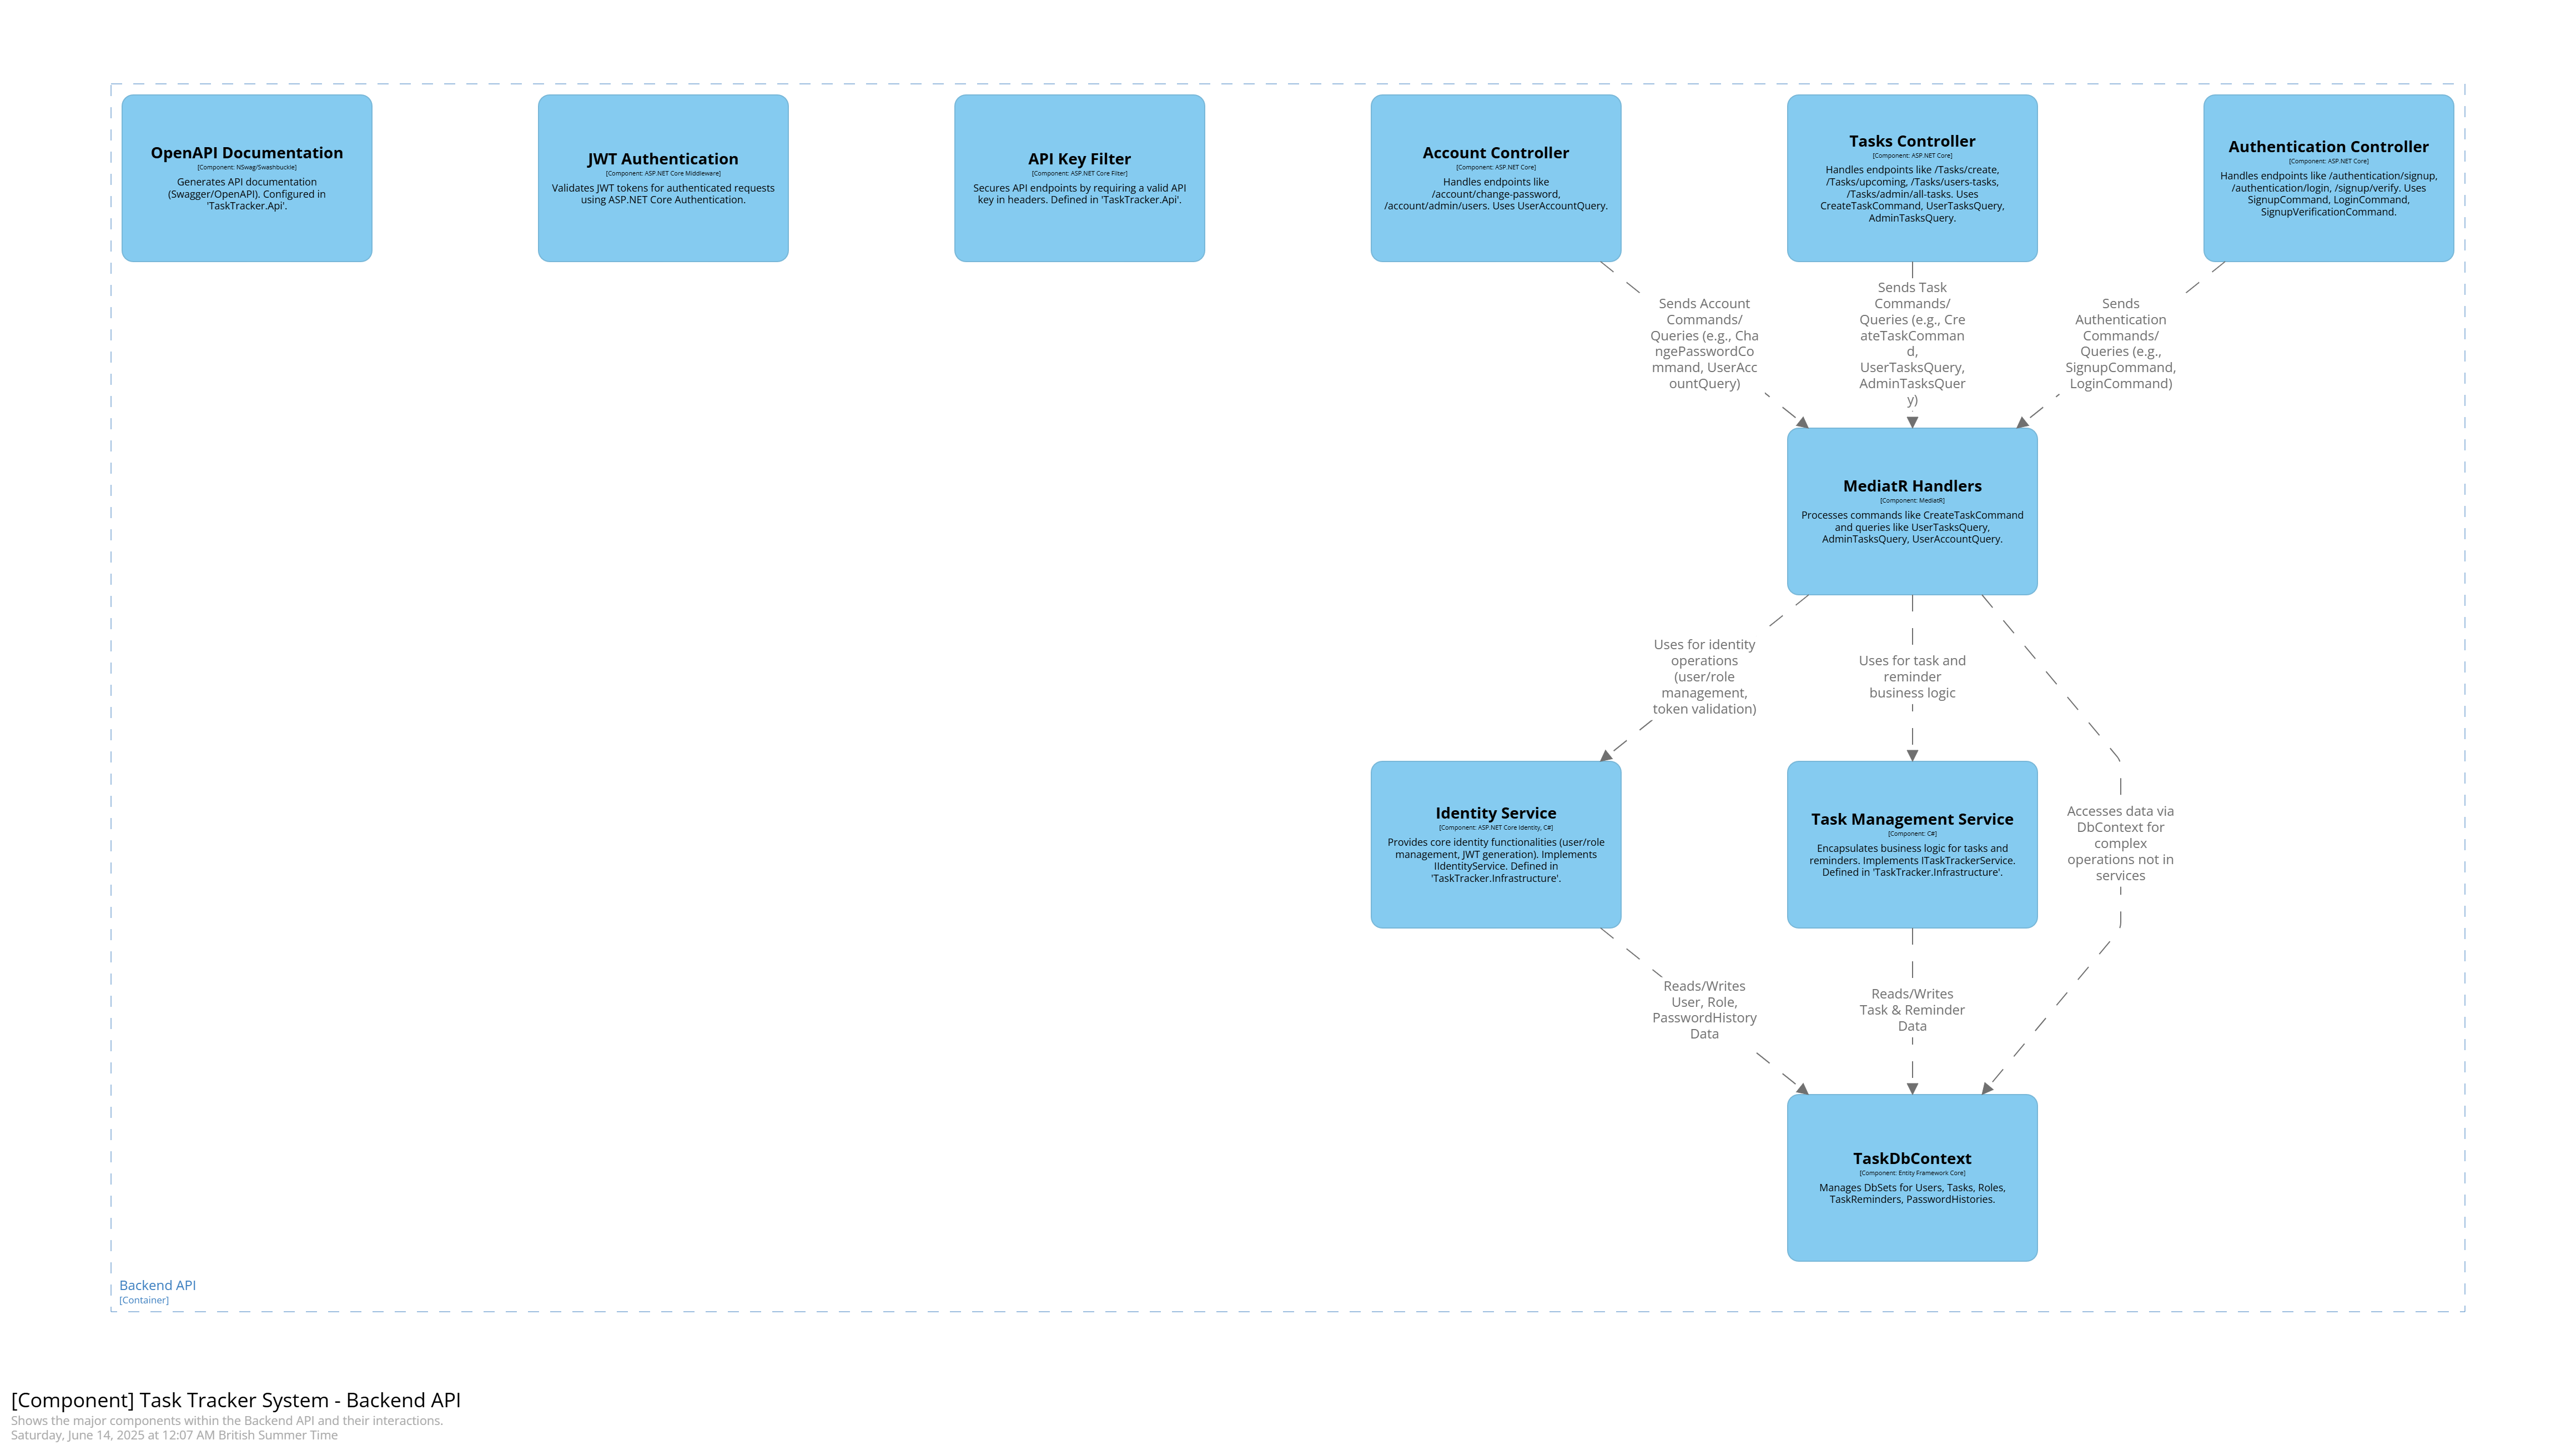 OpenAPI Documentation
[Component: NSwag/Swashbuckle]
Generates API documentation
(Swagger/OpenAPI). Configured in
'TaskTracker.Api'.
JWT Authentication
[Component: ASP.NET Core Middleware]
Validates JWT tokens for authenticated requests
using ASP.NET Core Authentication.
API Key Filter
[Component: ASP.NET Core Filter]
Secures API endpoints by requiring a valid API
key in headers. Defined in 'TaskTracker.Api'.
Account Controller
[Component: ASP.NET Core]
Handles endpoints like
/account/change-password,
/account/admin/users. Uses UserAccountQuery.
Tasks Controller
[Component: ASP.NET Core]
Handles endpoints like /Tasks/create,
/Tasks/upcoming, /Tasks/users-tasks,
/Tasks/admin/all-tasks. Uses
CreateTaskCommand, UserTasksQuery,
AdminTasksQuery.
Authentication Controller
[Component: ASP.NET Core]
Handles endpoints like /authentication/signup,
/authentication/login, /signup/verify. Uses
SignupCommand, LoginCommand,
SignupVerificationCommand.
Sends Account
Commands/
Queries (e.g., Cha
ngePasswordCo
mmand, UserAcc
ountQuery)
Sends Task
Commands/
Queries (e.g., Cre
ateTaskComman
d,
UserTasksQuery,
AdminTasksQuer
y)
Sends
Authentication
Commands/
Queries (e.g.,
SignupCommand,
LoginCommand)
MediatR Handlers
[Component: MediatR]
Processes commands like CreateTaskCommand
and queries like UserTasksQuery,
AdminTasksQuery, UserAccountQuery.
Uses for identity
operations
(user/role
management,
token validation)
Uses for task and
reminder
business logic
Accesses data via
DbContext for
complex
operations not in
services
Identity Service
[Component: ASP.NET Core Identity, C#]
Provides core identity functionalities (user/role
management, JWT generation). Implements
IIdentityService. Defined in
'TaskTracker.Infrastructure'.
Task Management Service
[Component: C#]
Encapsulates business logic for tasks and
reminders. Implements ITaskTrackerService.
Defined in 'TaskTracker.Infrastructure'.
Reads/Writes
User, Role,
PasswordHistory
Data
Reads/Writes
Task & Reminder
Data
TaskDbContext
[Component: Entity Framework Core]
Manages DbSets for Users, Tasks, Roles,
TaskReminders, PasswordHistories.
Backend API
[Container]
[Component] Task Tracker System - Backend API
Shows the major components within the Backend API and their interactions.
Saturday, June 14, 2025 at 12:07 AM British Summer Time